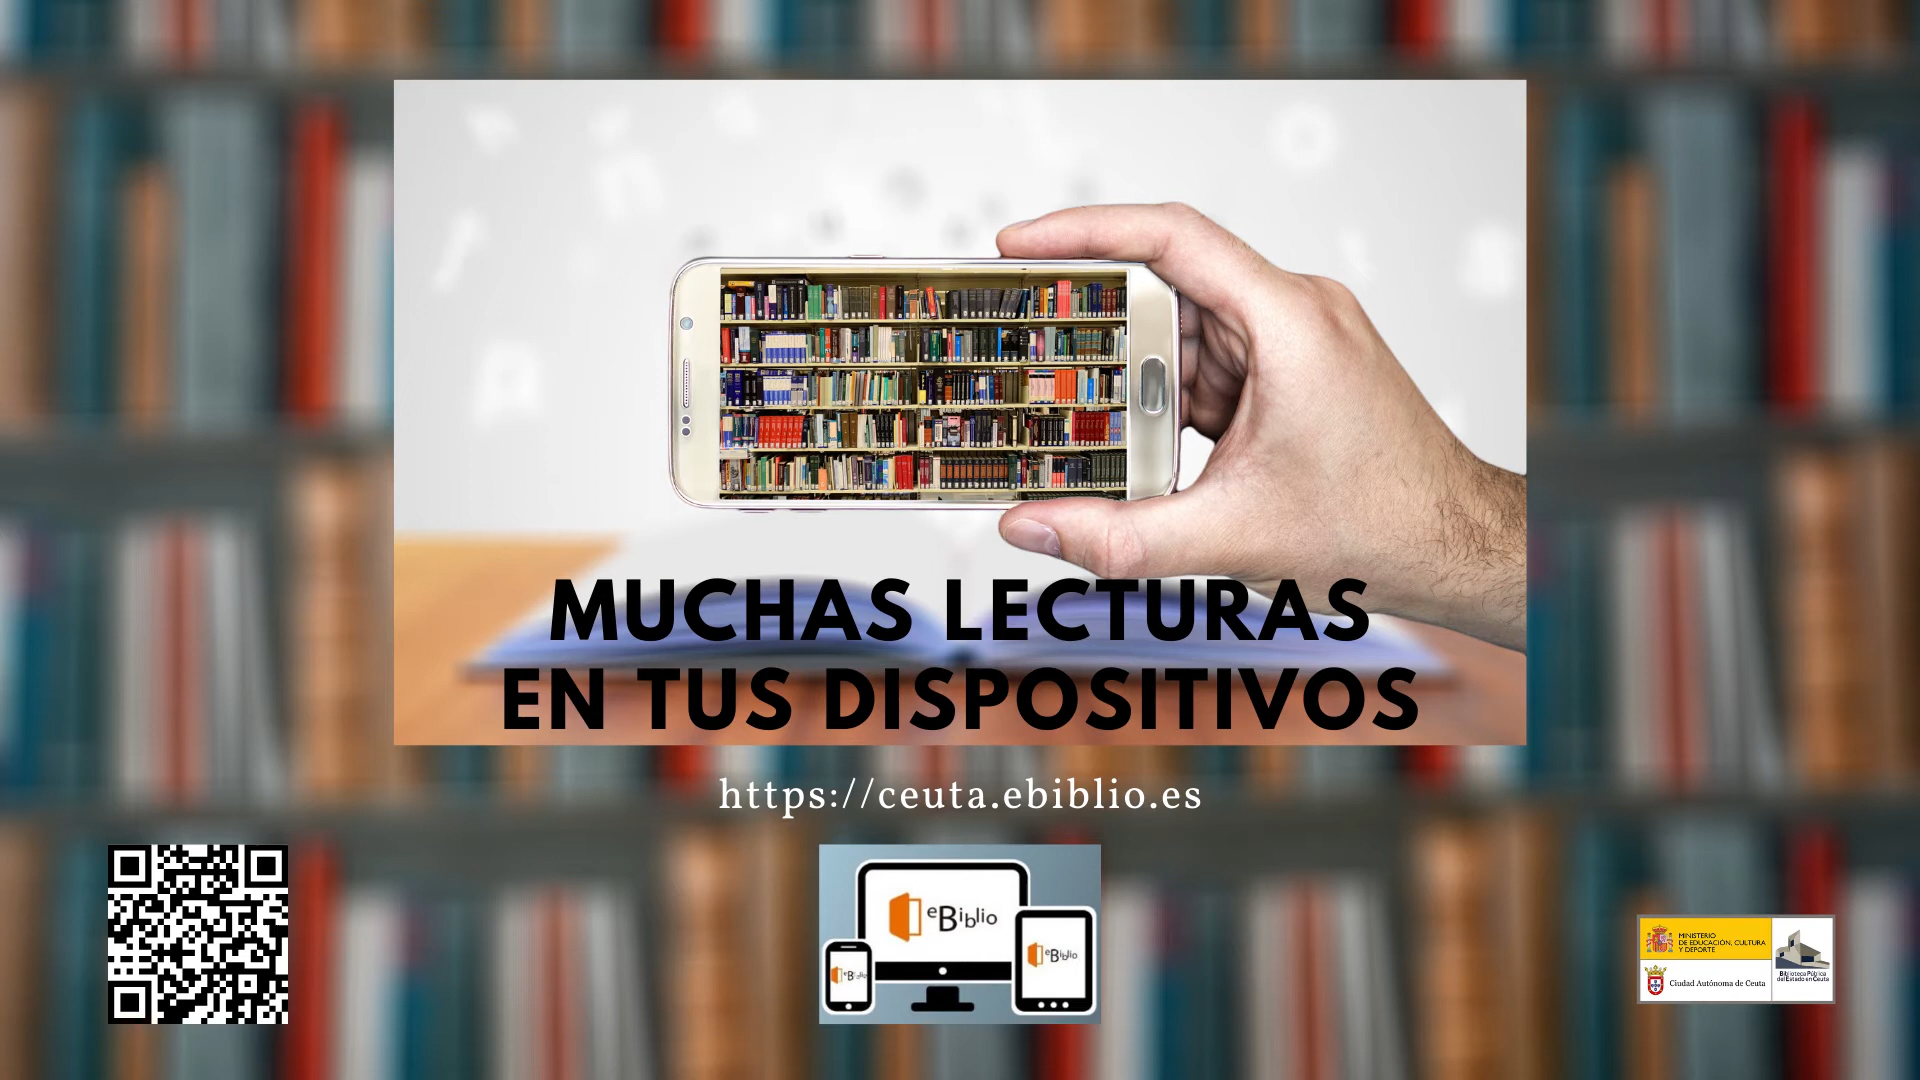 MUCHAS LECTURAS
EN TUS DISPOSITIVOS
https://ceuta.ebiblio.es
eBiblio
eBiblio
eBiblio
MINISTERIO
DE EDUCACIÓN, CULTURA
Y DEPORTE
Ciudad Autónoma de Ceuta
Biblioteca Pública
del Estado en Ceuta